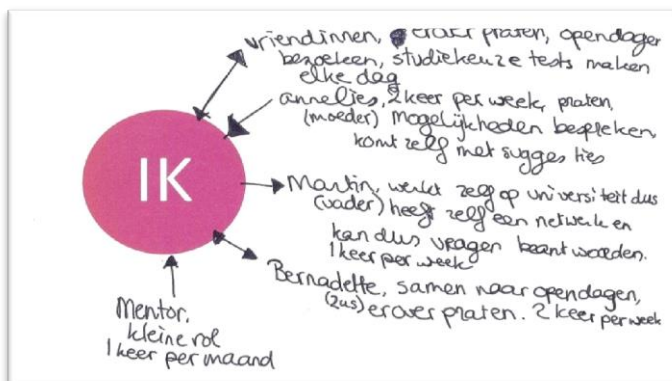 vriendinnen, erover praten, opendagen
bezoeken, studiekeuze tests maken
elke dag
annelies, 2 keer per week, praten,
(moeder) mogelijkheden bespreken,
komt zelf met suggesties
IK
Martin, werkt zelf op universiteit dus
(vader) heeft zelf een netwerk en
kan dus vragen beantwoorden.
1 keer per week
Bernadette, samen naar opendagen,
(zus) erover praten. 2 keer per week
Mentor,
kleine rol
1 keer per maand